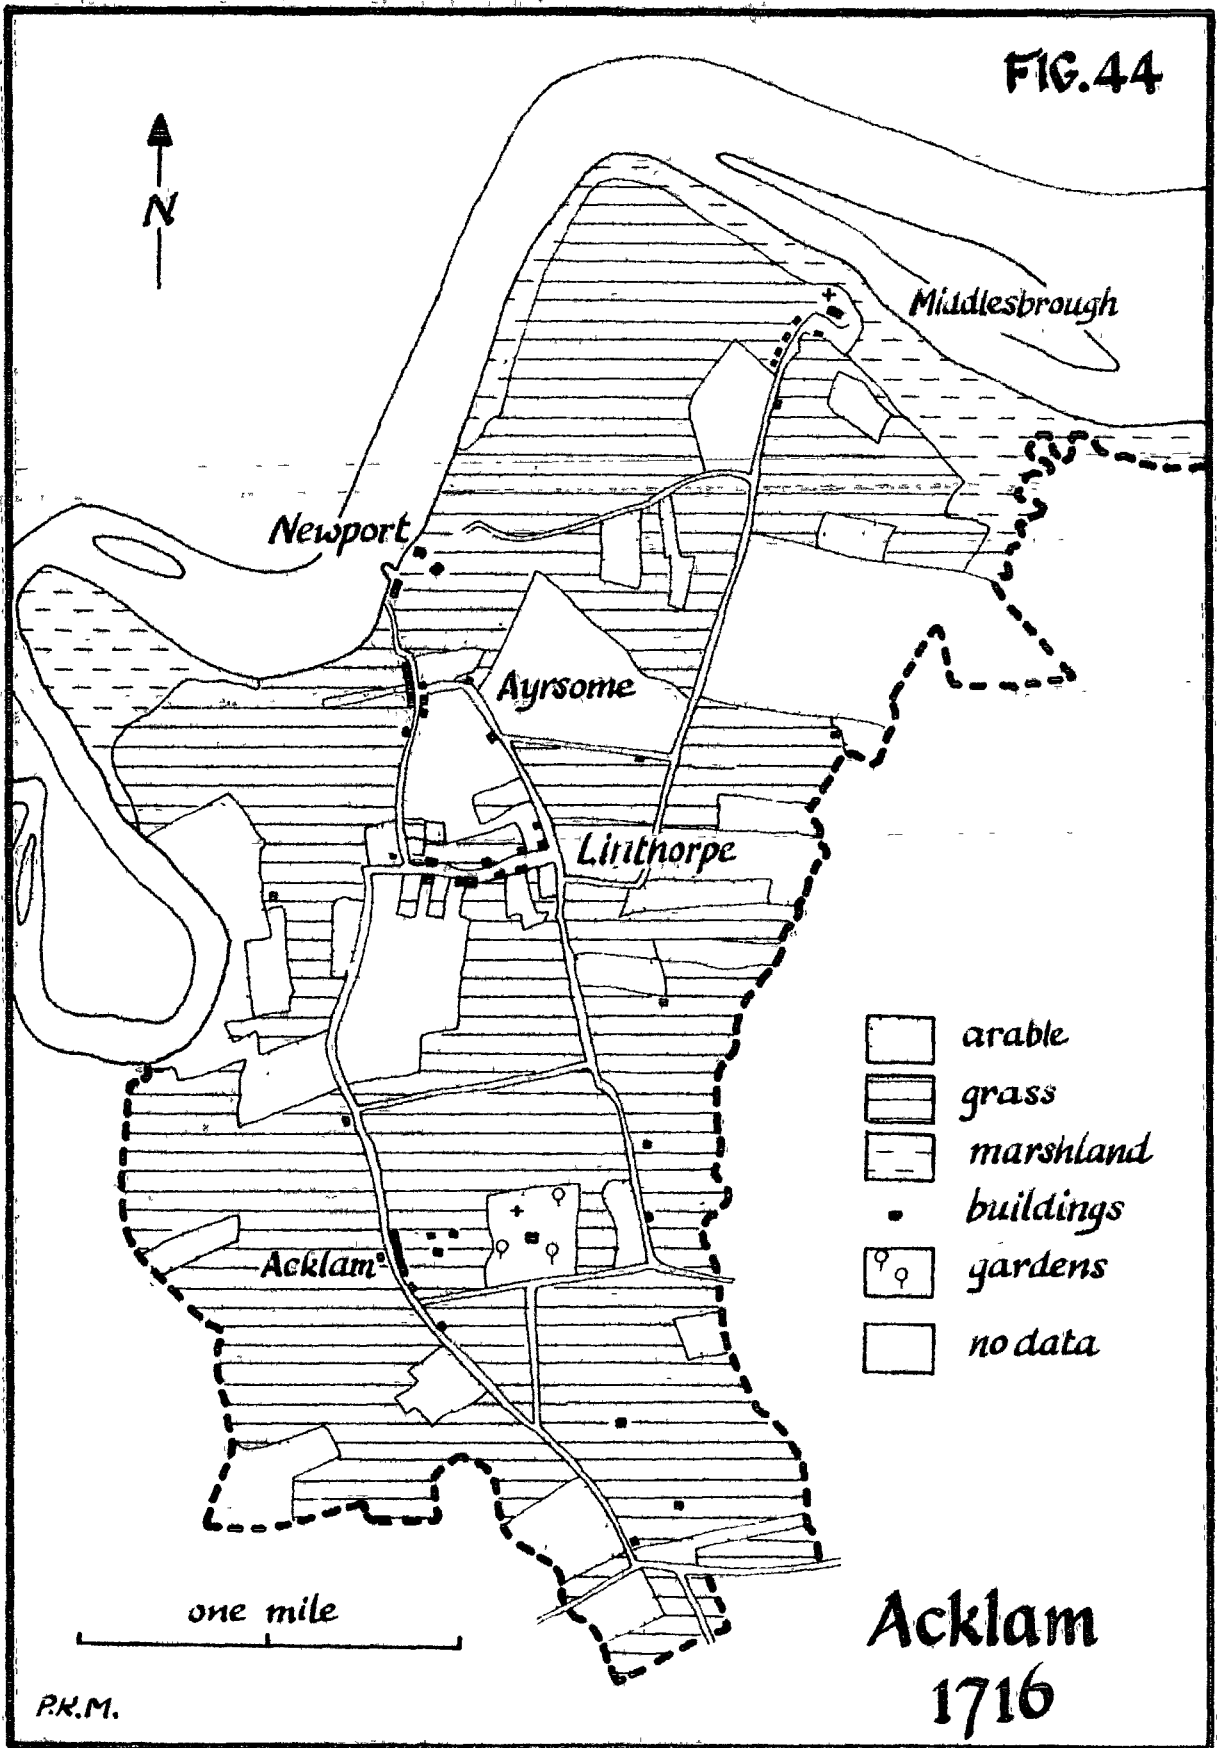 FIG.44
N
Middlesbrough
Newport
Ayrsome
Linthorpe
arable
grass
marshland
buildings
gardens
no data
Acklam
one mile
Acklam
1716
P.K.M.